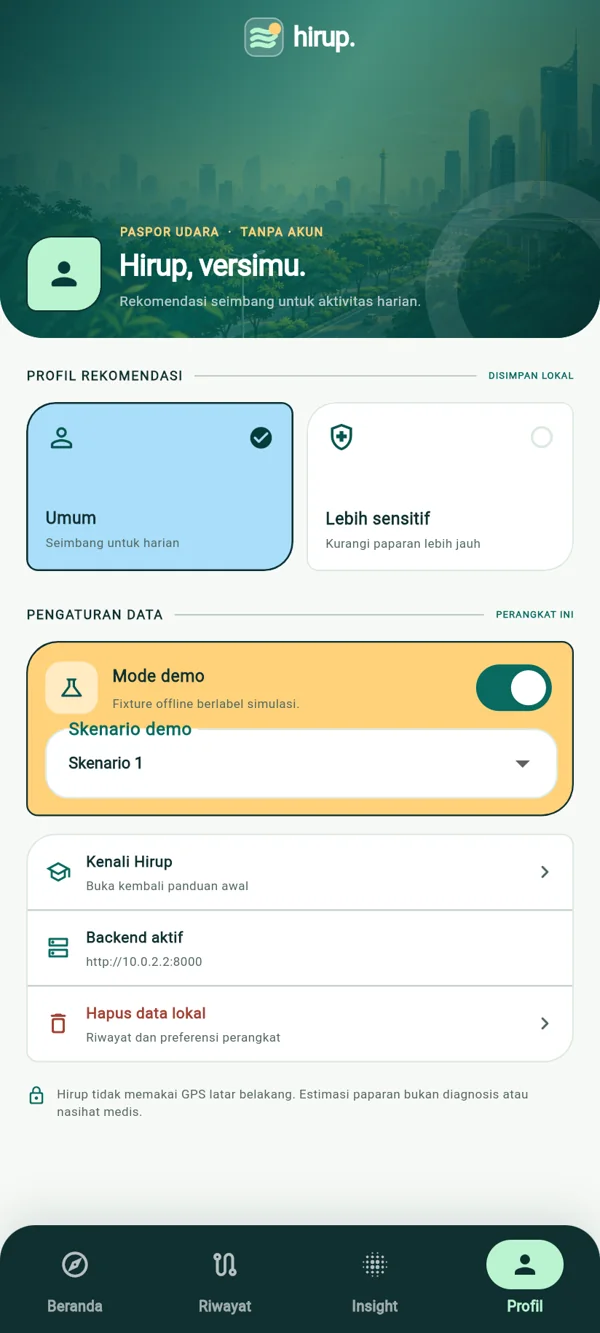 hirup.
PASPOR UDARA · TANPA AKUN
Hirup, versimu.
Rekomendasi seimbang untuk aktivitas harian.
PROFIL REKOMENDASI
DISIMPAN LOKAL
Umum
Seimbang untuk harian
Lebih sensitif
Kurangi paparan lebih jauh
PENGATURAN DATA
PERANGKAT INI
Mode demo
Fixture offline berlabel simulasi.
Skenario demo
Skenario 1
Kenali Hirup
Buka kembali panduan awal
Backend aktif
http://10.0.2.2:8000
Hapus data lokal
Riwayat dan preferensi perangkat
Hirup tidak memakai GPS latar belakang. Estimasi paparan bukan diagnosis atau
nasihat medis.
Beranda
Riwayat
Insight
Profil